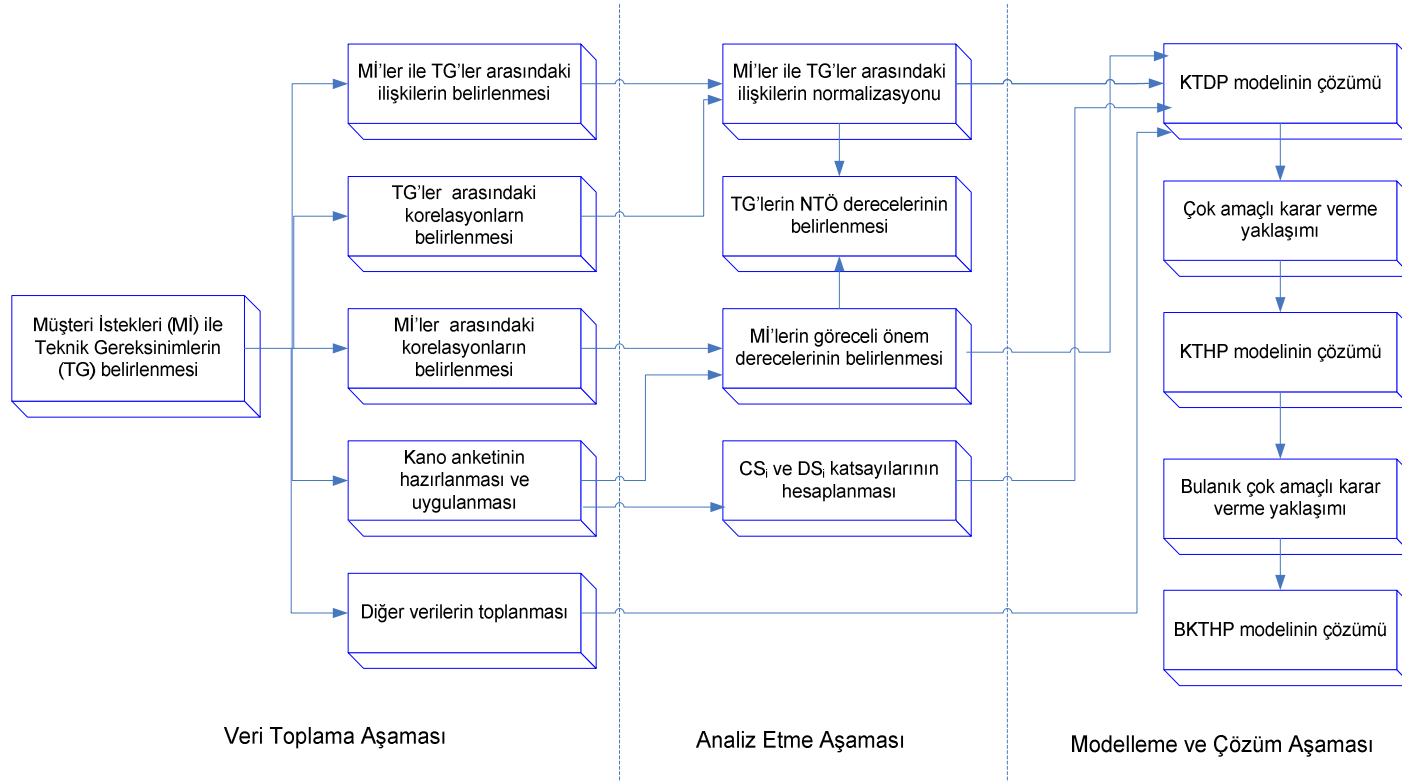 Müşteri İstekleri (Mİ) ile
Teknik Gereksinimlerin
(TG) belirlenmesi
Mİ'ler ile TG'ler arasındaki
ilişkilerin belirlenmesi
TG'ler arasındaki
korelasyonlarn
belirlenmesi
Mİ'ler arasındaki
korelasyonların
belirlenmesi
Kano anketinin
hazırlanması ve
uygulanması
Diğer verilerin toplanması
Veri Toplama Aşaması
Mİ'ler ile TG'ler arasındaki
ilişkilerin normalizasyonu
TG'lerin NTÖ derecelerinin
belirlenmesi
Mİ'lerin göreceli önem
derecelerinin belirlenmesi
CSi ve DSi katsayılarının
hesaplanması
Analiz Etme Aşaması
KTDP modelinin çözümü
Çok amaçlı karar verme
yaklaşımı
KTHP modelinin çözümü
Bulanık çok amaçlı karar
verme yaklaşımı
BKTHP modelinin çözümü
Modelleme ve Çözüm Aşaması